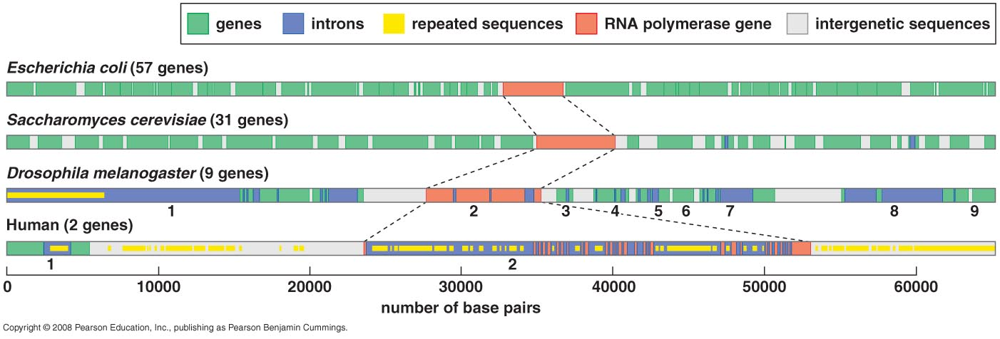 genes introns repeated sequences RNA polymerase gene intergenetic sequences
Escherichia coli (57 genes)
Saccharomyces cerevisiae (31 genes)
Drosophila melanogaster (9 genes)
1 2 3 4 5 6 7 8 9
Human (2 genes)
1 2
0 10000 20000 30000 40000 50000 60000
number of base pairs
Copyright © 2008 Pearson Education, Inc., publishing as Pearson Benjamin Cummings.